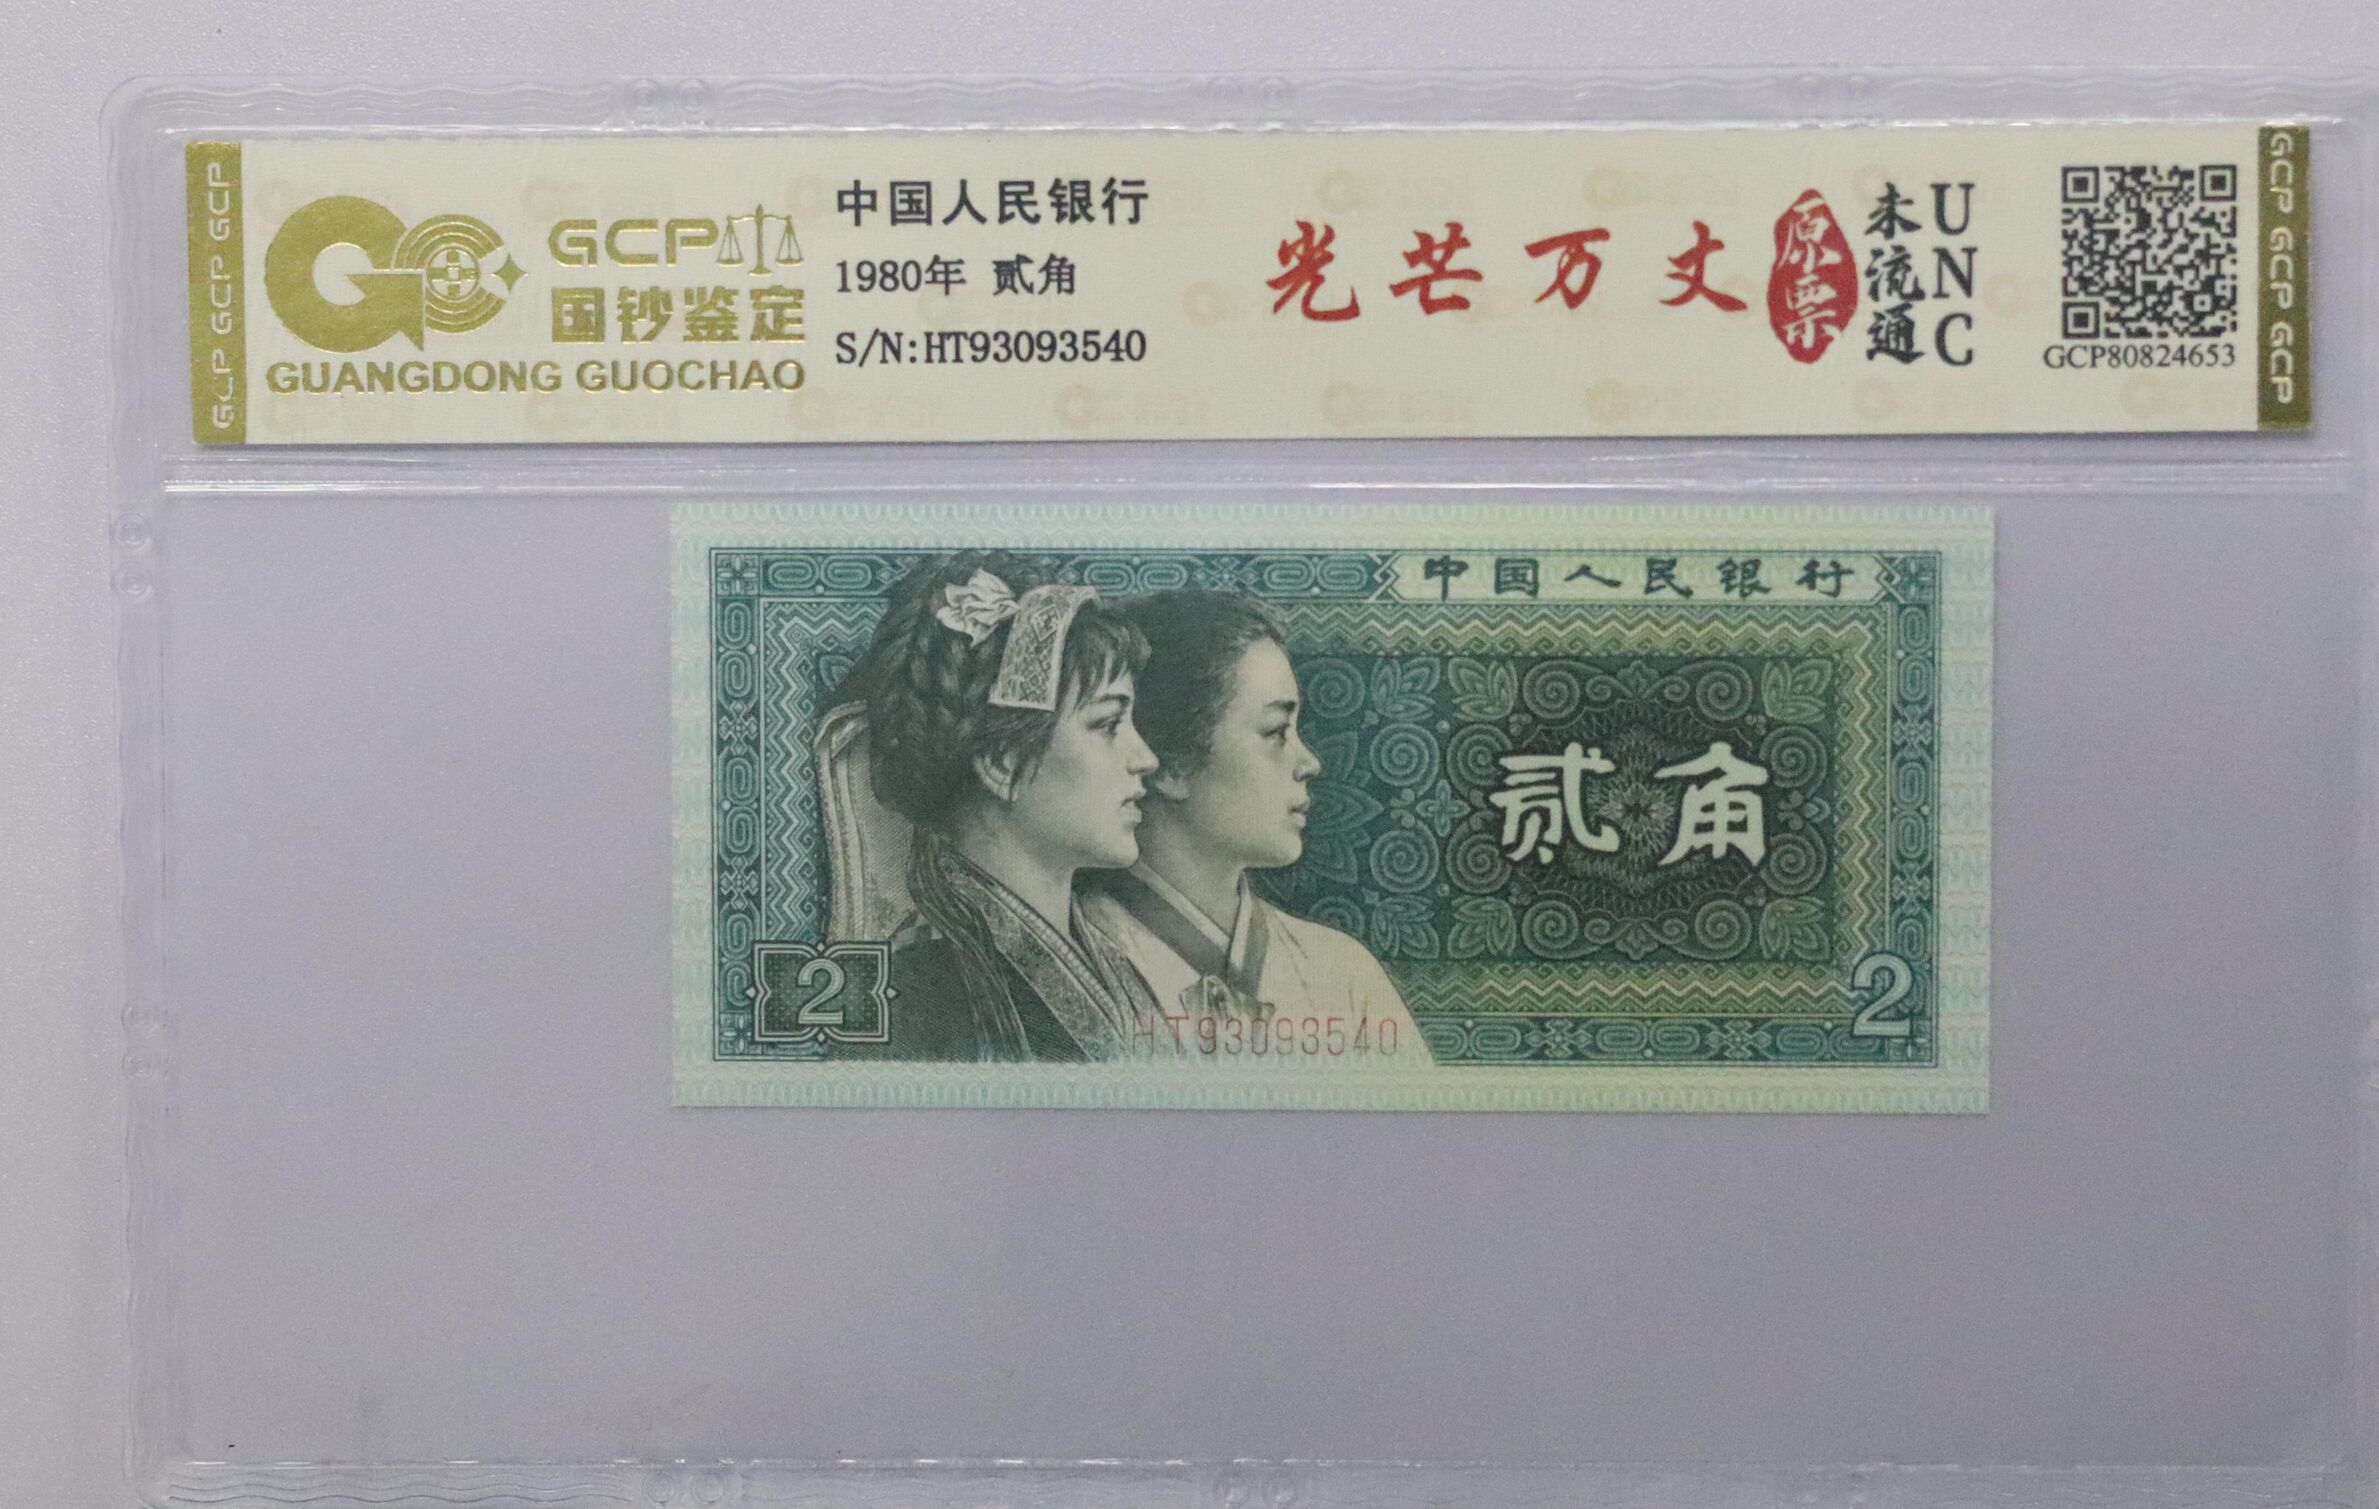 GCP GCP GCP
GCP
国钞鉴定
GUANGDONG GUOCHAO
中国人民银行
1980年 贰角
S/N:HT93093540
光芒万丈
原票
未流通
UNC
GCP80824653
GCP GCP GCP
中国人民银行
贰角
2
2
HT93093540